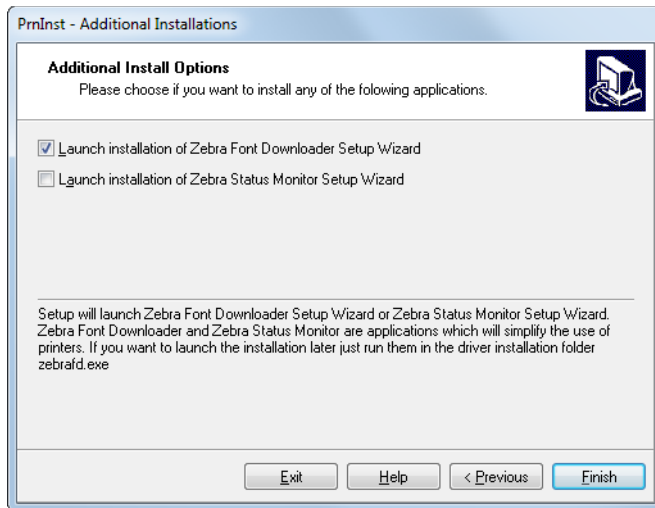 PrnInst - Additional Installations
Additional Install Options
Please choose if you want to install any of the folowing applications.
Launch installation of Zebra Font Downloader Setup Wizard
Launch installation of Zebra Status Monitor Setup Wizard
Setup will launch Zebra Font Downloader Setup Wizard or Zebra Status Monitor Setup Wizard.
Zebra Font Downloader and Zebra Status Monitor are applications which will simplify the use of
printers. If you want to launch the installation later just run them in the driver installation folder
zebrafd.exe
Exit Help < Previous Finish